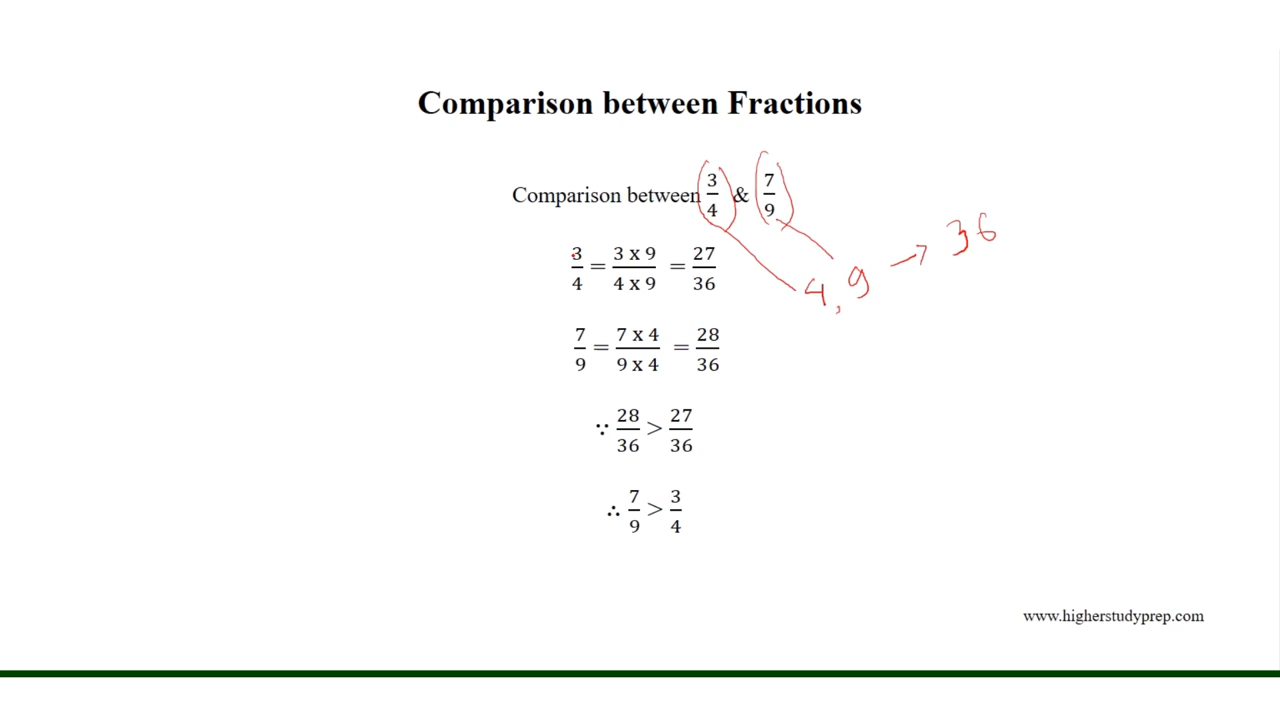 Comparison between Fractions
Comparison between 3/4 & 7/9
3/4 = 3 x 9/4 x 9 = 27/36
4, 9 → 36
7/9 = 7 x 4/9 x 4 = 28/36
∵ 28/36 > 27/36
∴ 7/9 > 3/4
www.higherstudyprep.com